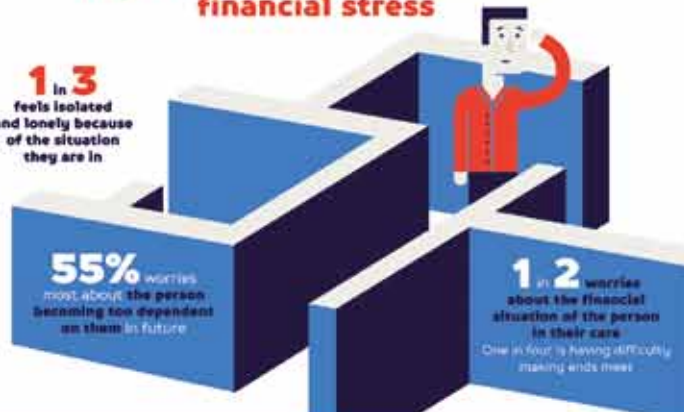 financial stress
1 in 3
feels isolated
and lonely because
of the situation
they are in
55% worries
most about the person
becoming too dependent
on them in future
1 in 2 worries
about the financial
situation of the person
in their care
One in four is having difficulty
making ends meet